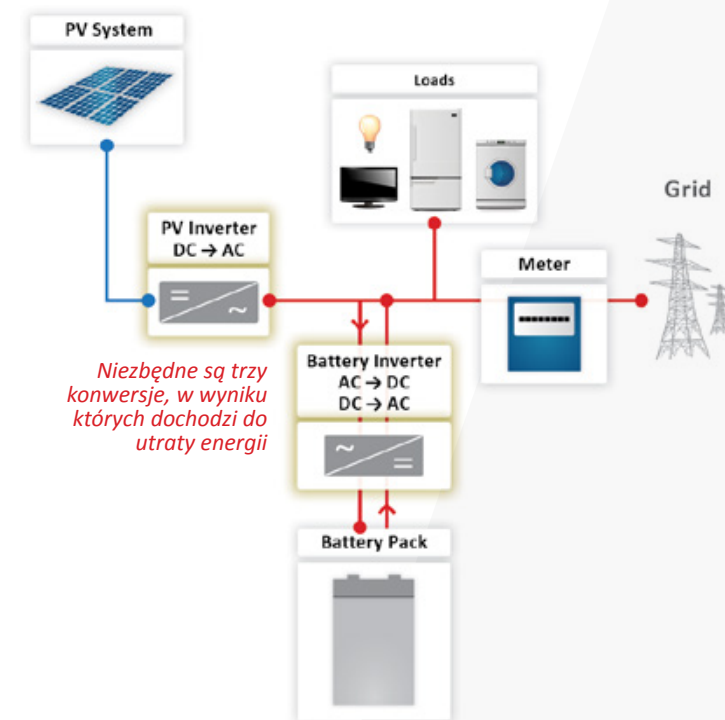 PV System
Loads
Grid
PV Inverter
DC → AC
Meter
Niezbędne są trzy
konwersje, w wyniku
których dochodzi do
utraty energii
Battery Inverter
AC → DC
DC → AC
Battery Pack